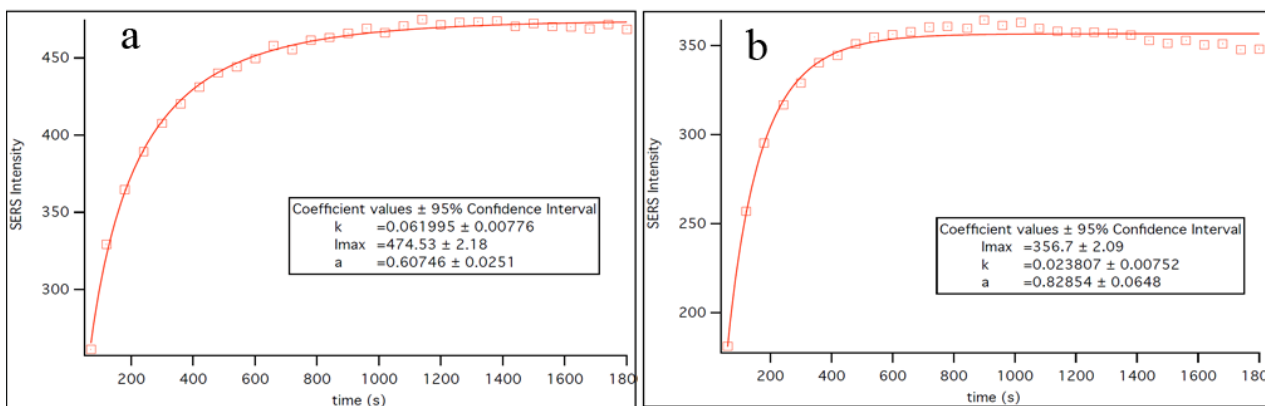 a
SERS Intensity
450
400
350
300
Coefficient values ± 95% Confidence Interval
k =0.061995 ± 0.00776
Imax =474.53 ± 2.18
a =0.60746 ± 0.0251
200 400 600 800 1000 1200 1400 1600 180
time (s)
b
SERS Intensity
350
300
250
200
Coefficient values ± 95% Confidence Interval
Imax =356.7 ± 2.09
k =0.023807 ± 0.00752
a =0.82854 ± 0.0648
200 400 600 800 1000 1200 1400 1600 180
time (s)